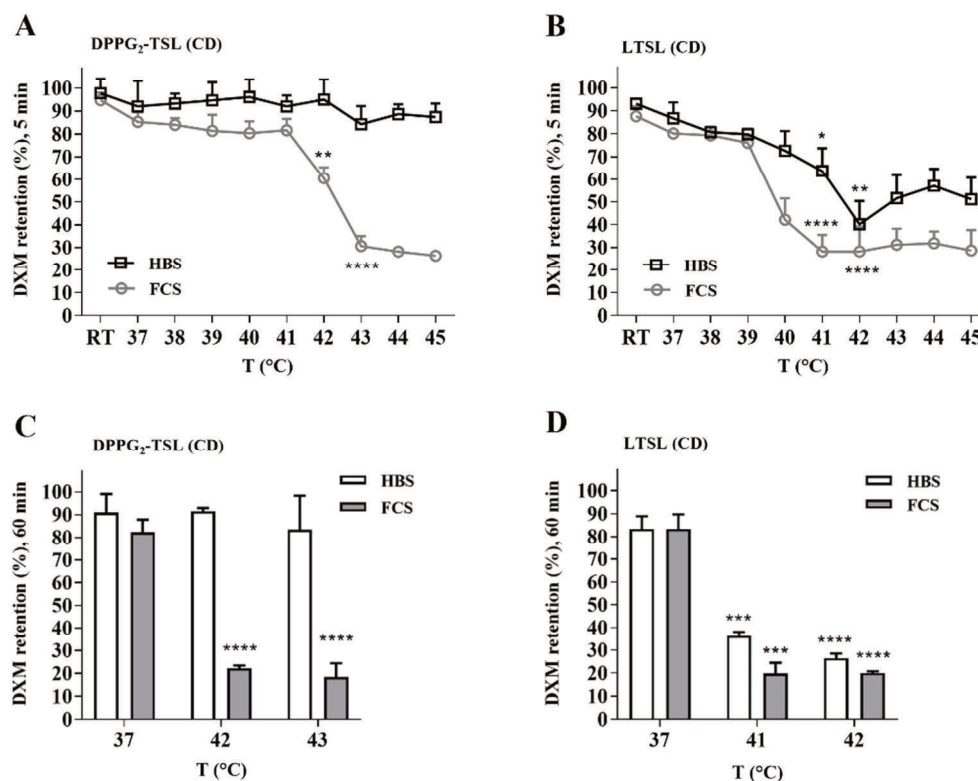 A
DPPG₂-TSL (CD)
DXM retention (%), 5 min
100
90
80
70
60
50
40
30
20
10
0
**
****
HBS
FCS
RT 37 38 39 40 41 42 43 44 45
T (°C)
B
LTSL (CD)
DXM retention (%), 5 min
100
90
80
70
60
50
40
30
20
10
0
*
**
****
****
HBS
FCS
RT 37 38 39 40 41 42 43 44 45
T (°C)
C
DPPG₂-TSL (CD)
DXM retention (%), 60 min
100
90
80
70
60
50
40
30
20
10
0
HBS
FCS
****
****
37 42 43
T (°C)
D
LTSL (CD)
DXM retention (%), 60 min
100
90
80
70
60
50
40
30
20
10
0
HBS
FCS
***
***
****
****
37 41 42
T (°C)